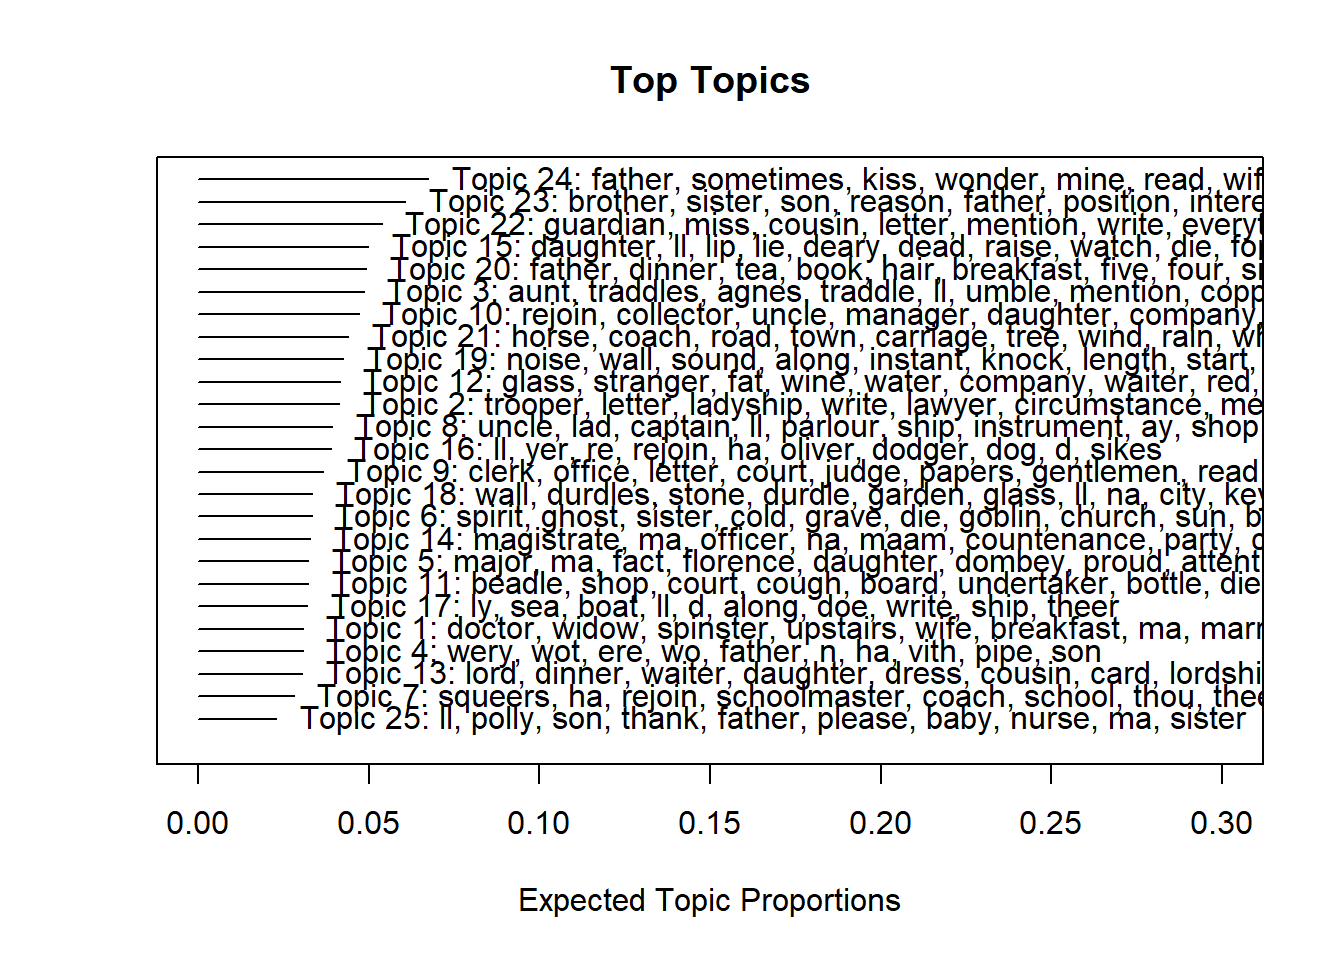 Top Topics
Topic 24: father, sometimes, kiss, wonder, mine, read, wif
Topic 23: brother, sister, son, reason, father, position, intere
Topic 22: guardian, miss, cousin, letter, mention, write, everyt
Topic 15: daughter, ll, lip, lie, deary, dead, raise, watch, die, for
Topic 20: father, dinner, tea, book, hair, breakfast, five, four, si
Topic 3: aunt, traddles, agnes, traddle, ll, umble, mention, copp
Topic 10: rejoin, collector, uncle, manager, daughter, company,
Topic 21: horse, coach, road, town, carriage, tree, wind, rain, wh
Topic 19: noise, wall, sound, along, instant, knock, length, start,
Topic 12: glass, stranger, fat, wine, water, company, waiter, red,
Topic 2: trooper, letter, ladyship, write, lawyer, circumstance, me
Topic 8: uncle, lad, captain, ll, parlour, ship, instrument, ay, shop
Topic 16: ll, yer, re, rejoin, ha, oliver, dodger, dog, d, sikes
Topic 9: clerk, office, letter, court, judge, papers, gentlemen, read
Topic 18: wall, durdles, stone, durdle, garden, glass, ll, na, city, key
Topic 6: spirit, ghost, sister, cold, grave, die, goblin, church, sun, b
Topic 14: magistrate, ma, officer, na, maam, countenance, party, c
Topic 5: major, ma, fact, florence, daughter, dombey, proud, attent
Topic 11: beadle, shop, court, cough, board, undertaker, bottle, die
Topic 17: ly, sea, boat, ll, d, along, doe, write, ship, theer
Topic 1: doctor, widow, spinster, upstairs, wife, breakfast, ma, marr
Topic 4: wery, wot, ere, wo, father, n, ha, vith, pipe, son
Topic 13: lord, dinner, waiter, daughter, dress, cousin, card, lordshi
Topic 7: squeers, ha, rejoin, schoolmaster, coach, school, thou, thee
Topic 25: ll, polly, son, thank, father, please, baby, nurse, ma, sister
0.00 0.05 0.10 0.15 0.20 0.25 0.30
Expected Topic Proportions